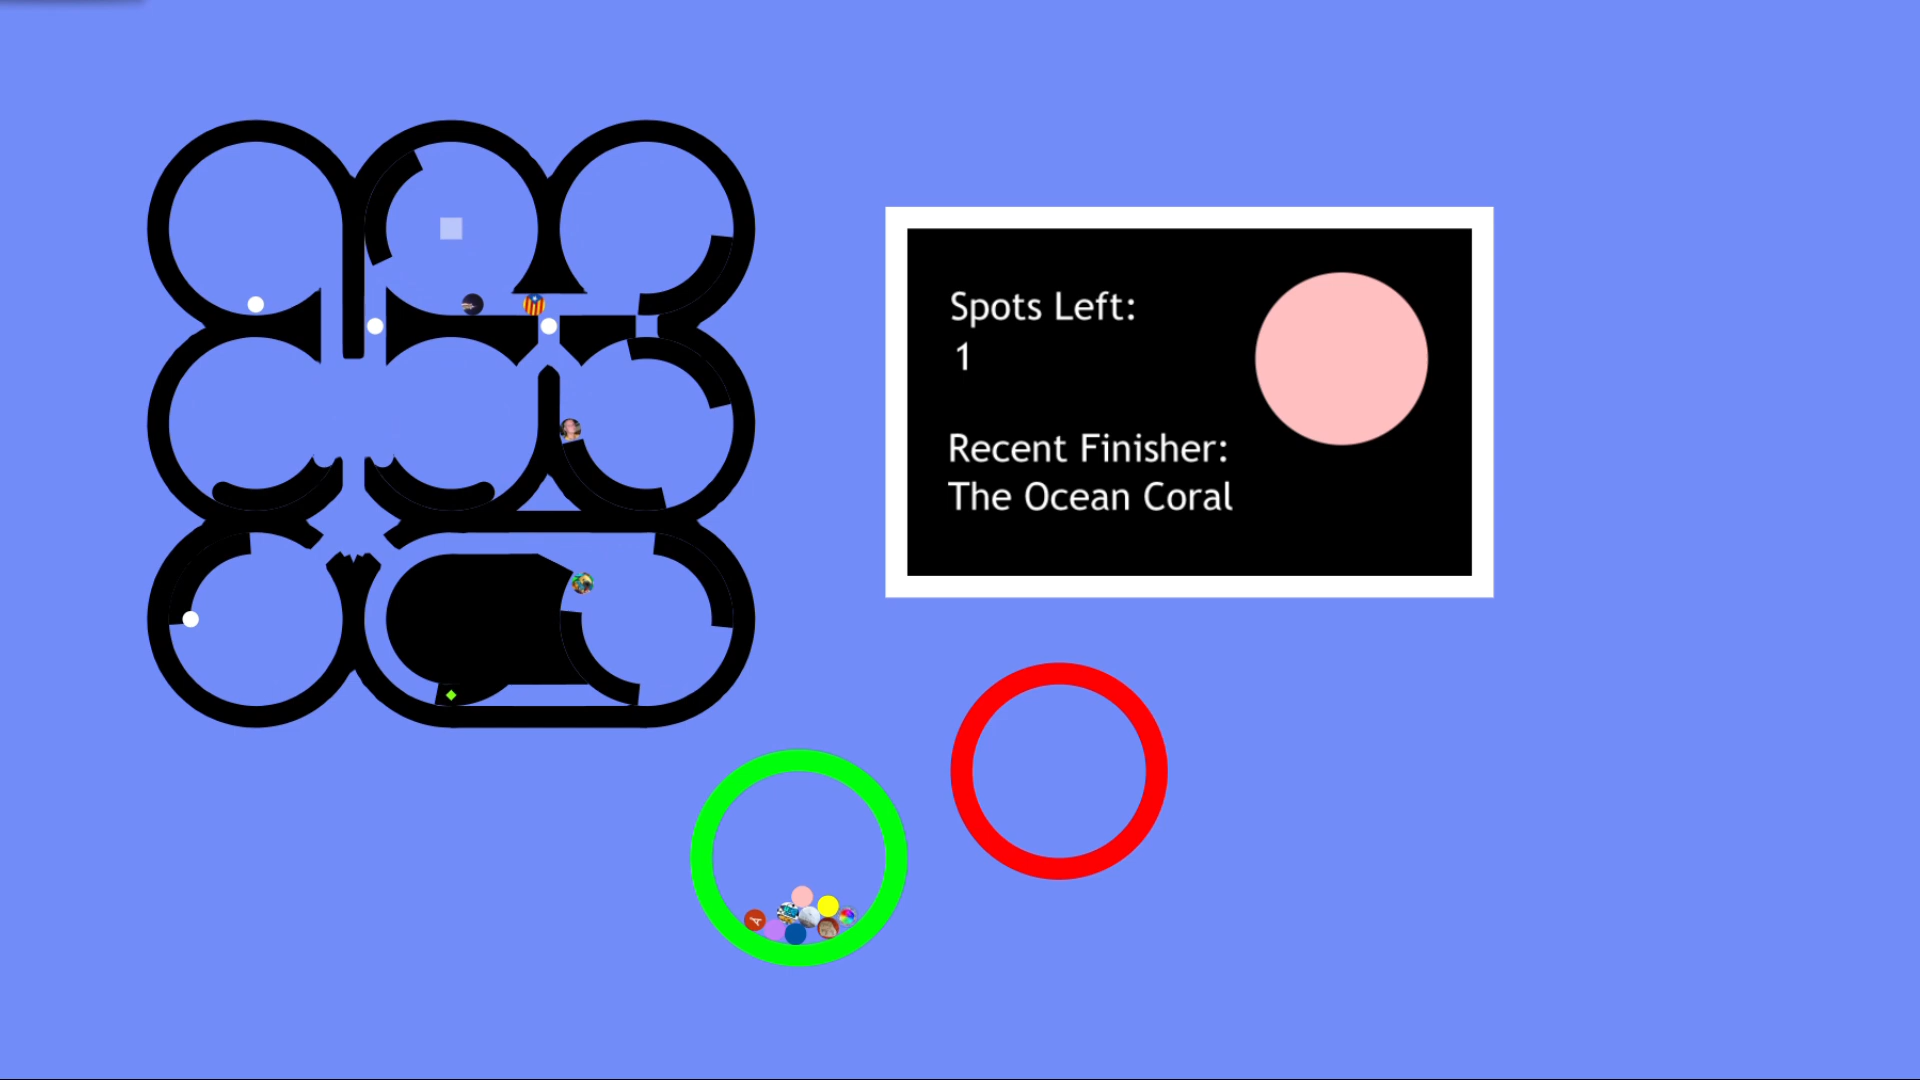 Spots Left:
1
Recent Finisher:
The Ocean Coral